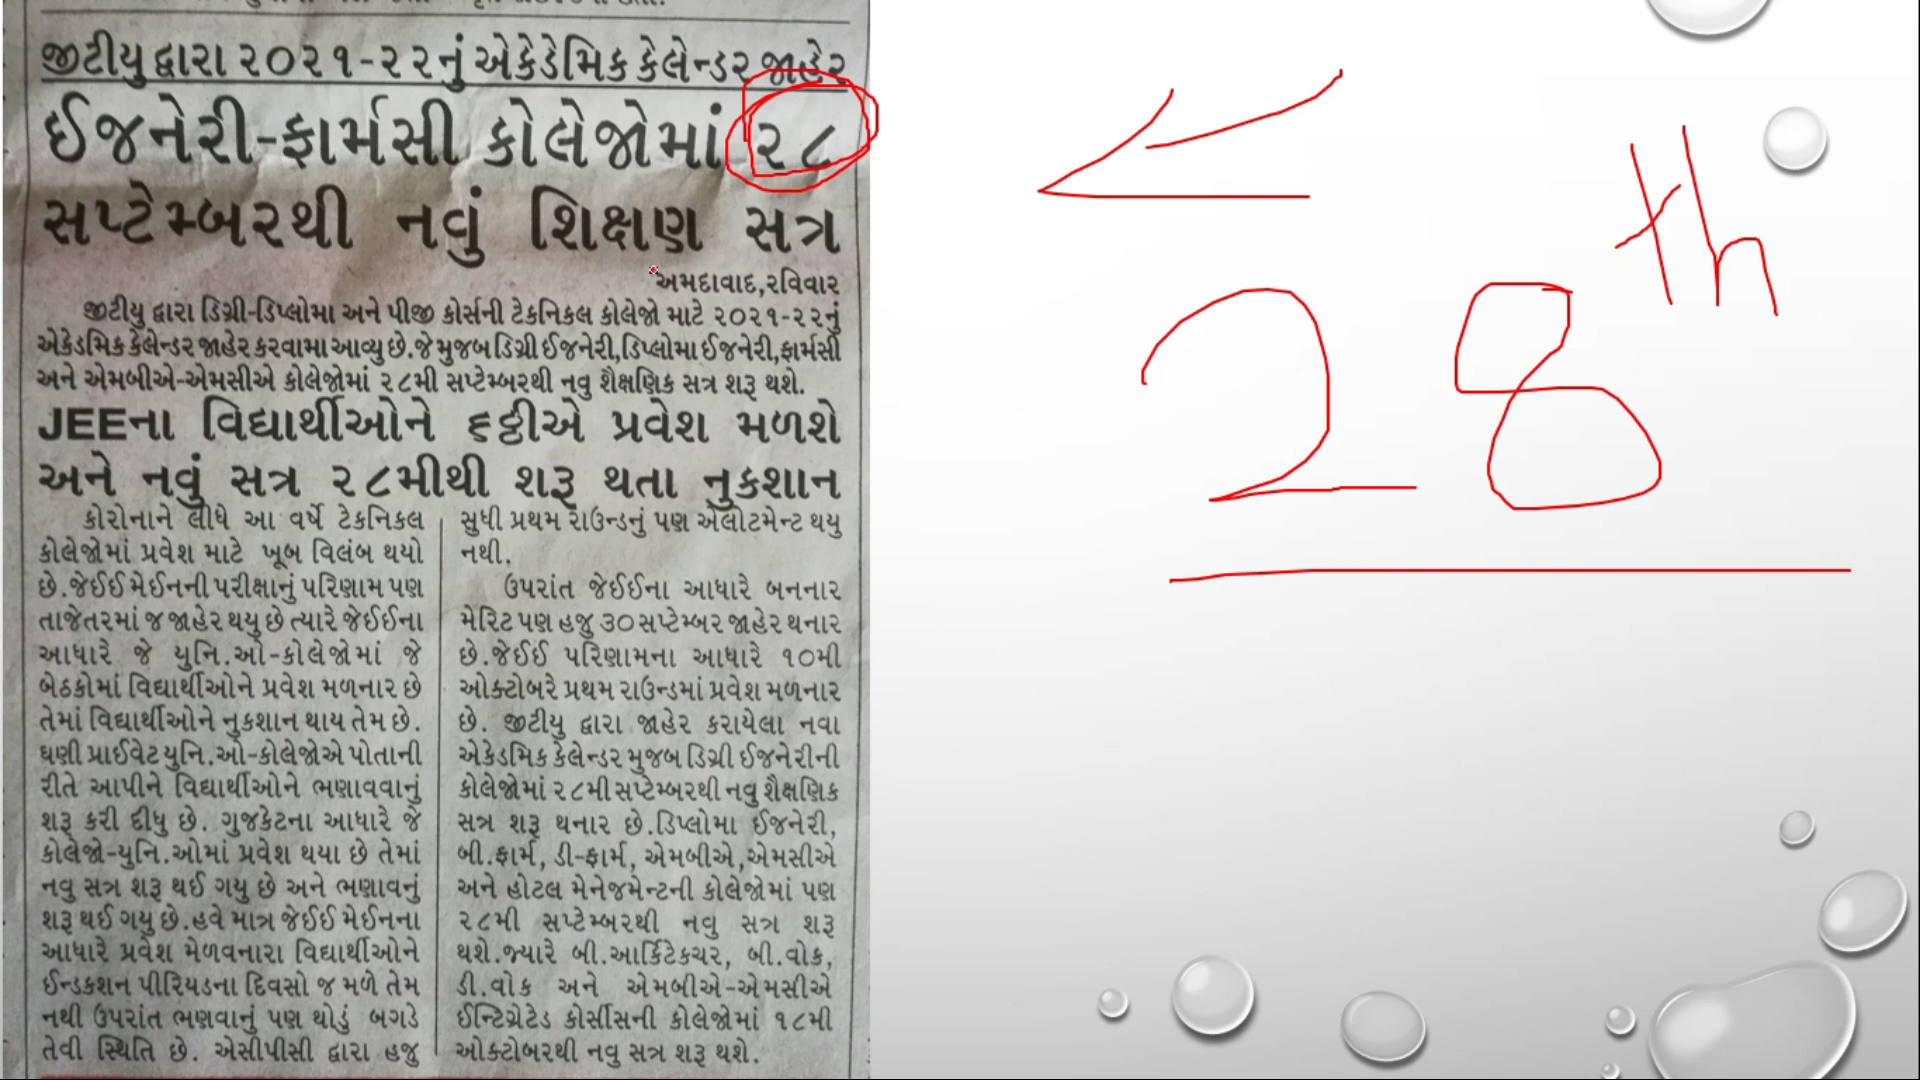 જીટીયુ દ્વારા ૨૦૨૧-૨૨નું એકેડેમિક કેલેન્ડર જાહેર
ઈજનેરી-ફાર્મસી કોલેજોમાં ૨૮
સપ્ટેમ્બરથી નવું શિક્ષણ સત્ર
અમદાવાદ,રવિવાર
જીટીયુ દ્વારા ડિગ્રી-ડિપ્લોમા અને પીજી કોર્સની ટેકનિકલ કોલેજો માટે ૨૦૨૧-૨૨નું
એકેડમિક કેલેન્ડર જાહેર કરવામા આવ્યુ છે.જે મુજબ ડિગ્રી ઈજનેરી,ડિપ્લોમા ઈજનેરી,ફાર્મસી
અને એમબીએ-એમસીએ કોલેજોમાં ૨૮મી સપ્ટેમ્બરથી નવુ શૈક્ષણિક સત્ર શરૂ થશે.
JEEના વિદ્યાર્થીઓને ૬ઠ્ઠીએ પ્રવેશ મળશે
અને નવું સત્ર ૨૮મીથી શરૂ થતા નુકશાન
કોરોનાને લીધે આ વર્ષે ટેકનિકલ
કોલેજોમાં પ્રવેશ માટે ખૂબ વિલંબ થયો
છે.જેઈઈ મેઈનની પરીક્ષાનું પરિણામ પણ
તાજેતરમાં જ જાહેર થયુ છે ત્યારે જેઈઈના
આધારે જે યુનિ.ઓ-કોલેજોમાં જે
બેઠકોમાં વિદ્યાર્થીઓને પ્રવેશ મળનાર છે
તેમાં વિદ્યાર્થીઓને નુકશાન થાય તેમ છે.
ઘણી પ્રાઈવેટ યુનિ.ઓ-કોલેજોએ પોતાની
રીતે આપીને વિદ્યાર્થીઓને ભણાવવાનું
શરૂ કરી દીધુ છે. ગુજકેટના આધારે જે
કોલેજો-યુનિ.ઓમાં પ્રવેશ થયા છે તેમાં
નવુ સત્ર શરૂ થઈ ગયુ છે અને ભણાવનું
શરૂ થઈ ગયુ છે.હવે માત્ર જેઈઈ મેઈનના
આધારે પ્રવેશ મેળવનારા વિદ્યાર્થીઓને
ઈન્ડકશન પીરિયડના દિવસો જ મળે તેમ
નથી ઉપરાંત ભણવાનું પણ થોડું બગડે
તેવી સ્થિતિ છે. એસીપીસી દ્વારા હજુ
સુધી પ્રથમ રાઉન્ડનું પણ એલોટમેન્ટ થયુ
નથી.
ઉપરાંત જેઈઈના આધારે બનનાર
મેરિટ પણ હજુ ૩૦ સપ્ટેમ્બર જાહેર થનાર
છે.જેઈઈ પરિણામના આધારે ૧૦મી
ઓક્ટોબરે પ્રથમ રાઉન્ડમાં પ્રવેશ મળનાર
છે. જીટીયુ દ્વારા જાહેર કરાયેલા નવા
એકેડમિક કેલેન્ડર મુજબ ડિગ્રી ઈજનેરીની
કોલેજોમાં ૨૮મી સપ્ટેમ્બરથી નવુ શૈક્ષણિક
સત્ર શરૂ થનાર છે.ડિપ્લોમા ઈજનેરી,
બી.ફાર્મ, ડી-ફાર્મ, એમબીએ,એમસીએ
અને હોટલ મેનેજમેન્ટની કોલેજોમાં પણ
૨૮મી સપ્ટેમ્બરથી નવુ સત્ર શરૂ
થશે.જ્યારે બી.આર્કિટેકચર, બી.વોક,
ડી.વોક અને એમબીએ-એમસીએ
ઈન્ટિગ્રેટેડ કોર્સીસની કોલેજોમાં ૧૮મી
ઓક્ટોબરથી નવુ સત્ર શરૂ થશે.
28th